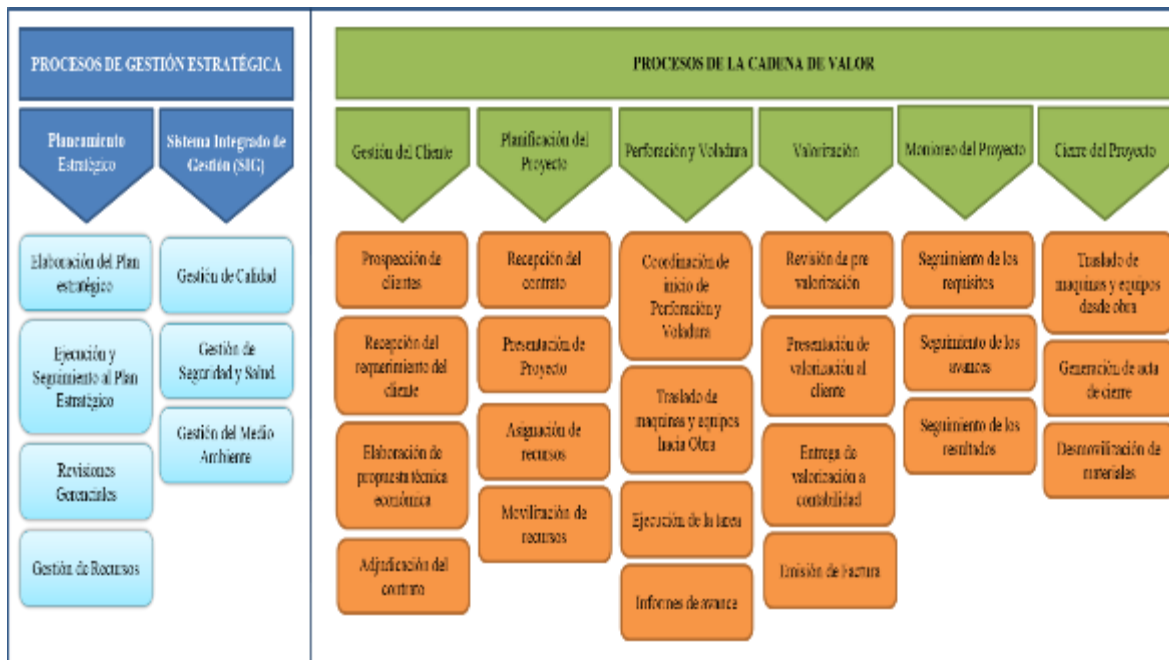 PROCESOS DE GESTIÓN ESTRATÉGICA
Planeamiento
Estratégico
Sistema Integrado de
Gestión (SIG)
Elaboración del Plan
estratégico
Ejecución y
Seguimiento al Plan
Estratégico
Revisiones
Gerenciales
Gestión de Recursos
Gestión de Calidad
Gestión de
Seguridad y Salud
Gestión del Medio
Ambiente
PROCESOS DE LA CADENA DE VALOR
Gestión del Cliente
Prospección de
clientes
Recepción del
requerimiento del
cliente
Elaboración de
propuesta técnica
económica
Adjudicación del
contrato
Planificación del
Proyecto
Recepción del
contrato
Presentación de
Proyecto
Asignación de
recursos
Movilización de
recursos
Perforación y Voladura
Coordinación de
inicio de
Perforación y
Voladura
Traslado de
maquinas y equipos
hacia Obra
Ejecución de la tarea
Informes de avance
Valorización
Revisión de pre
valorización
Presentación de
valorización al
cliente
Entrega de
valorización a
contabilidad
Emisión de Factura
Monitoreo del Proyecto
Seguimiento de los
requisitos
Seguimiento de los
avances
Seguimiento de los
resultados
Cierre del Proyecto
Traslado de
maquinas y equipos
desde obra
Generación de acta
de cierre
Desmovilización de
materiales